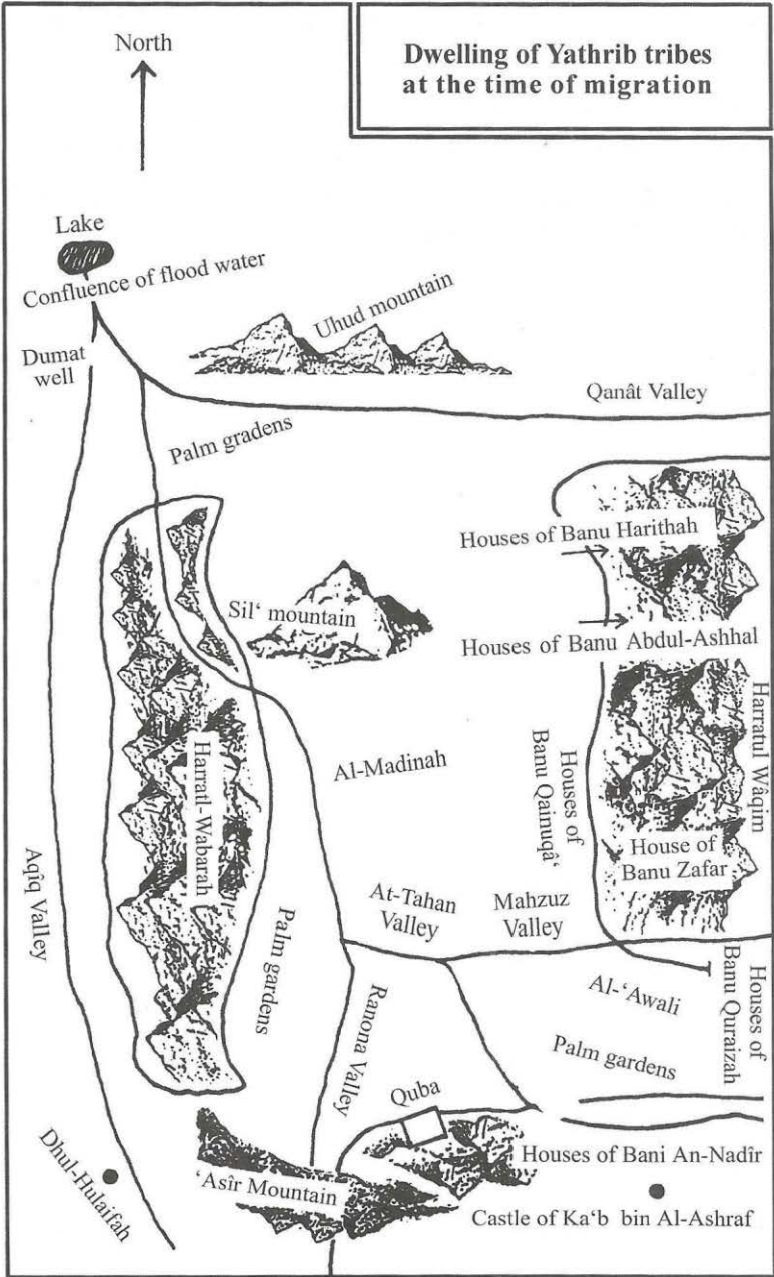 North
Dwelling of Yathrib tribes
at the time of migration
Lake
Confluence of flood water
Uhud mountain
Dumat
well
Qanât Valley
Palm gradens
Houses of Banu Harithah
Sil‘ mountain
Houses of Banu Abdul-Ashhal
Harratl-Wabarah
Al-Madinah
Houses of
Banu Qainuqâ‘
Harratul Wâqim
House of
Banu Zafar
Aqîq Valley
Palm gardens
At-Tahan
Valley
Mahzuz
Valley
Ranona Valley
Al-‘Awali
Houses of
Banu Quraizah
Palm gardens
Quba
Dhul-Hulaifah
‘Asîr Mountain
Houses of Bani An-Nadîr
Castle of Ka‘b bin Al-Ashraf